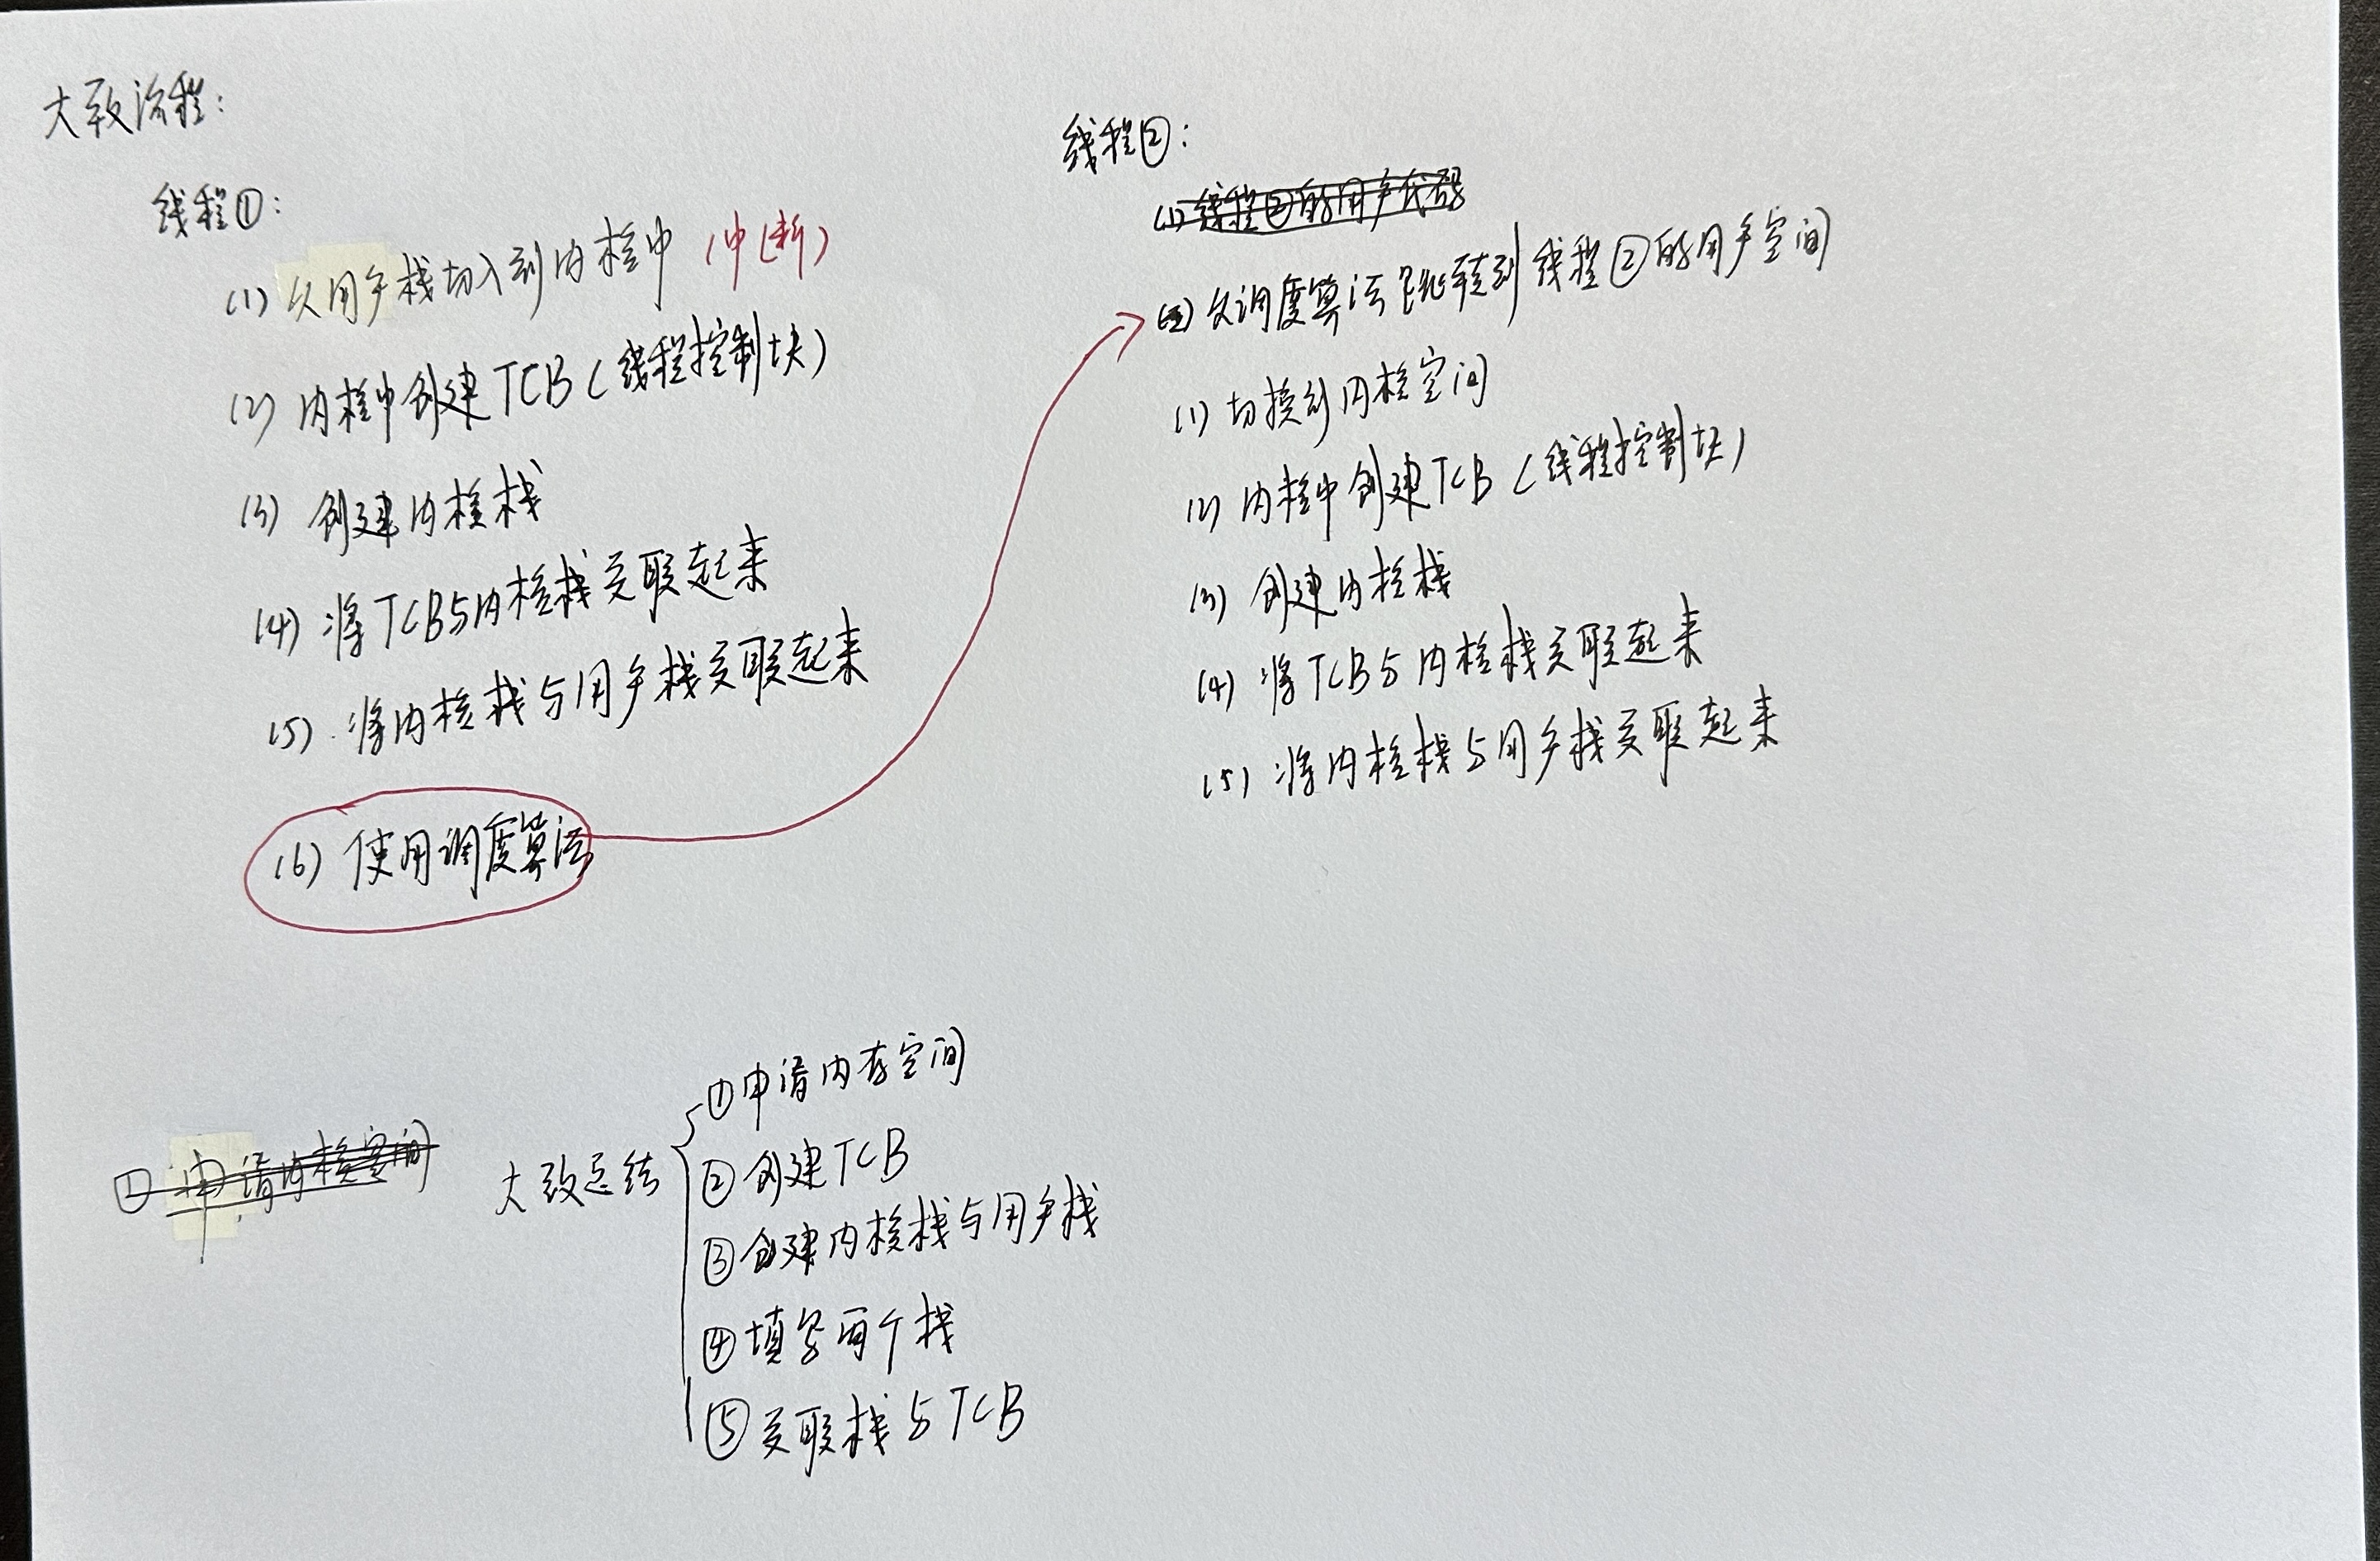 大致流程:
线程①:
(1) 从用户栈切入到内核中 (中断)
(2) 内核中创建TCB(线程控制块)
(3) 创建内核栈
(4) 将TCB与内核栈关联起来
(5). 将内核栈与用户栈关联起来
(6) 使用调度算法
线程②:
(1) 线程②的用户代码
从调度算法跳转到线程②的用户空间
(1) 切换到内核空间
(2) 内核中创建TCB(线程控制块)
(3) 创建内核栈
(4) 将TCB与内核栈关联起来
(5) 将内核栈与用户栈关联起来
① 申请内核空间
大致总结
①申请内存空间
②创建TCB
③创建内核栈与用户栈
④填写两个栈
⑤关联栈与TCB